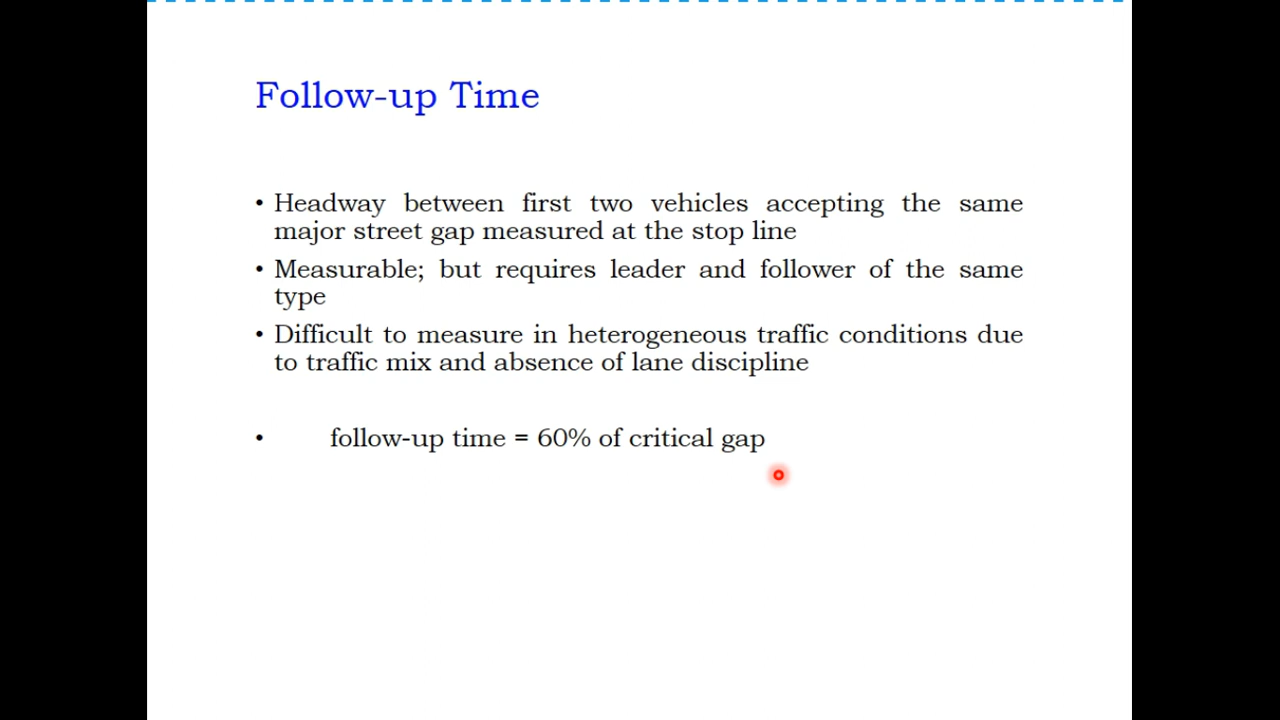 Follow-up Time
• Headway between first two vehicles accepting the same
major street gap measured at the stop line
• Measurable; but requires leader and follower of the same
type
• Difficult to measure in heterogeneous traffic conditions due
to traffic mix and absence of lane discipline
• follow-up time = 60% of critical gap